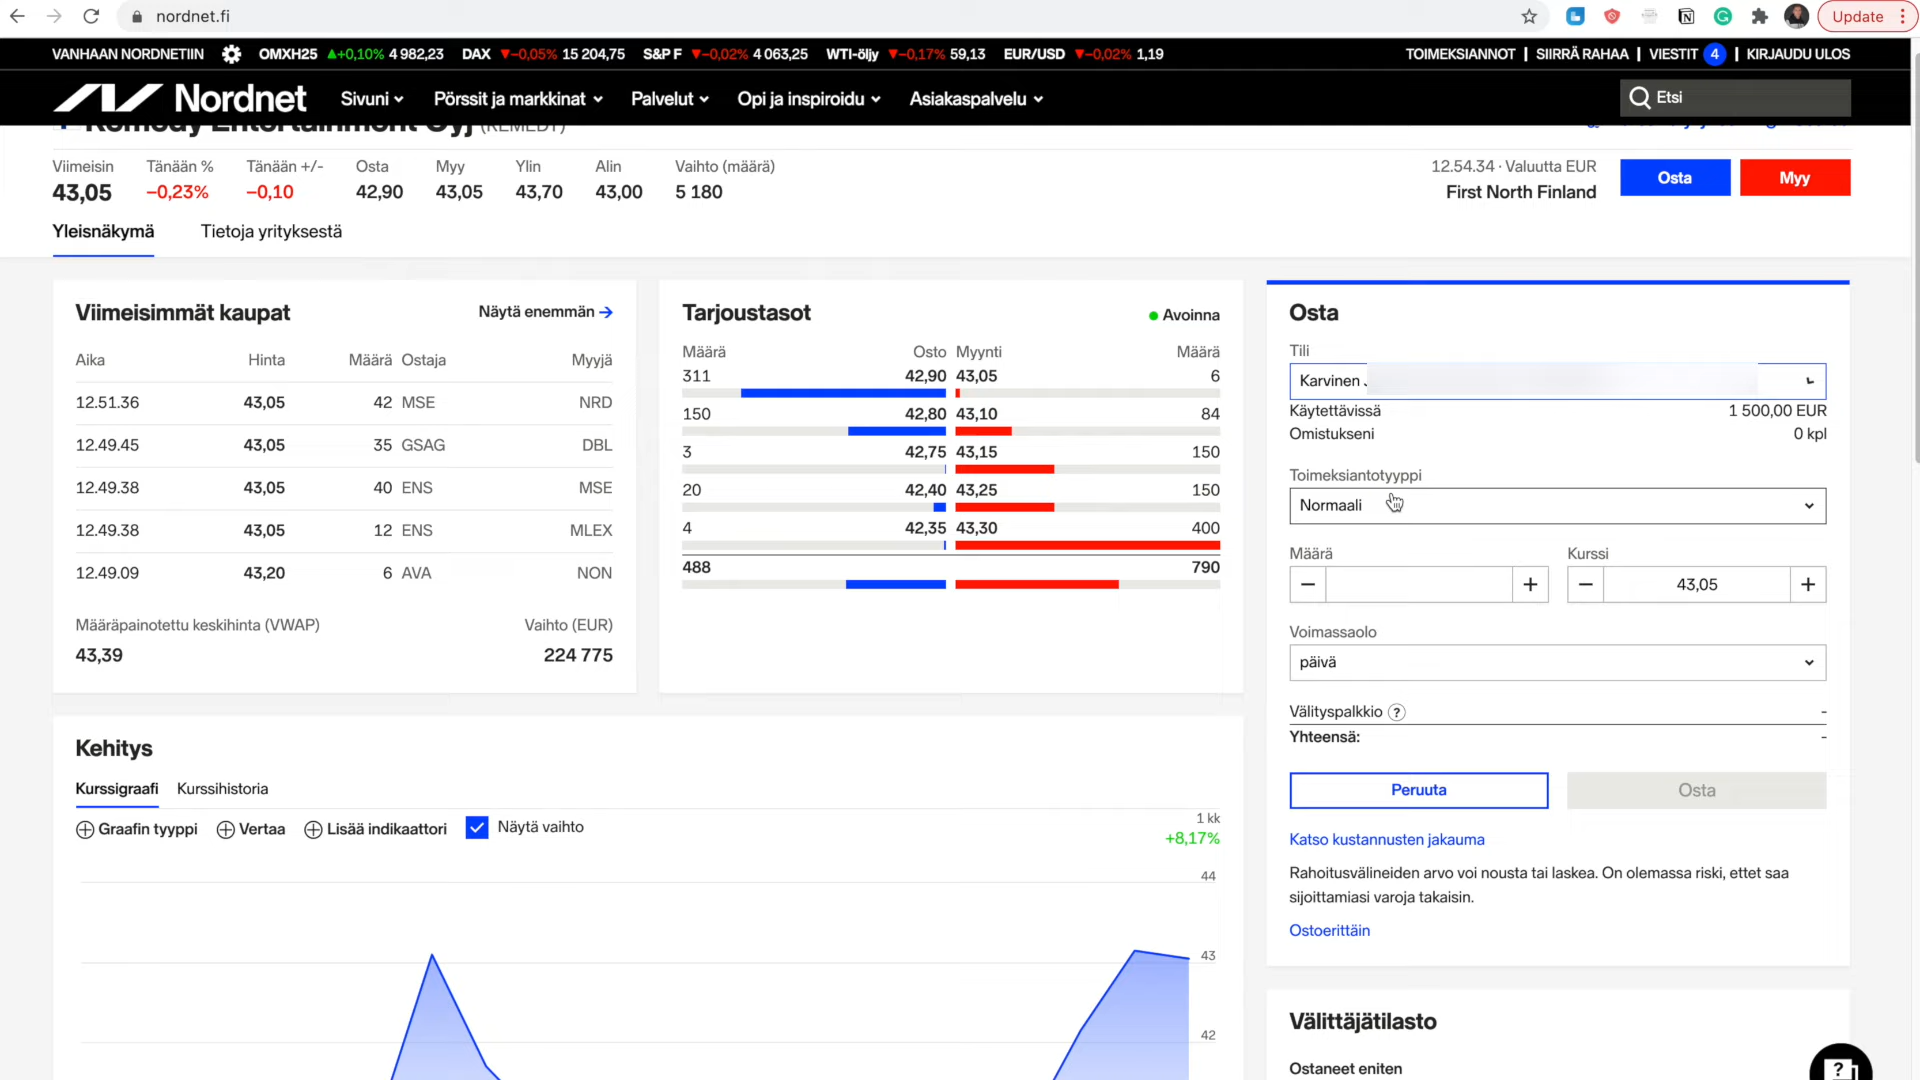 nordnet.fi
Update
VANHAAN NORDNETIIN OMXH25 +0,10% 4 982,23 DAX −0,05% 15 204,75 S&P F −0,02% 4 063,25 WTI-öljy −0,17% 59,13 EUR/USD −0,02% 1,19 TOIMEKSIANNOT | SIIRRÄ RAHAA | VIESTIT 4 | KIRJAUDU ULOS
Nordnet Sivuni Pörssit ja markkinat Palvelut Opi ja inspiroidu Asiakaspalvelu Etsi
Remedy Entertainment Oyj (REMEDY)
Viimeisin Tänään % Tänään +/- Osta Myy Ylin Alin Vaihto (määrä) 12.54.34 · Valuutta EUR
43,05 −0,23% −0,10 42,90 43,05 43,70 43,00 5 180 First North Finland
Osta Myy
Yleisnäkymä Tietoja yrityksestä
Viimeisimmät kaupat Näytä enemmän →
Aika Hinta Määrä Ostaja Myyjä
12.51.36 43,05 42 MSE NRD
12.49.45 43,05 35 GSAG DBL
12.49.38 43,05 40 ENS MSE
12.49.38 43,05 12 ENS MLEX
12.49.09 43,20 6 AVA NON
Määräpainotettu keskihinta (VWAP) Vaihto (EUR)
43,39 224 775
Tarjoustasot Avoinna
Määrä Osto Myynti Määrä
311 42,90 43,05 6
150 42,80 43,10 84
3 42,75 43,15 150
20 42,40 43,25 150
4 42,35 43,30 400
488 790
Osta
Tili
Karvinen
Käytettävissä 1 500,00 EUR
Omistukseni 0 kpl
Toimeksiantotyyppi
Normaali
Määrä Kurssi
− + − 43,05 +
Voimassaolo
päivä
Välityspalkkio ? -
Yhteensä: -
Peruuta Osta
Katso kustannusten jakauma
Rahoitusvälineiden arvo voi nousta tai laskea. On olemassa riski, ettet saa
sijoittamiasi varoja takaisin.
Ostoerittäin
Kehitys
Kurssigraafi Kurssihistoria
Graafin tyyppi Vertaa Lisää indikaattori Näytä vaihto
1 kk
+8,17%
44
43
42
Välittäjätilasto
Ostaneet eniten